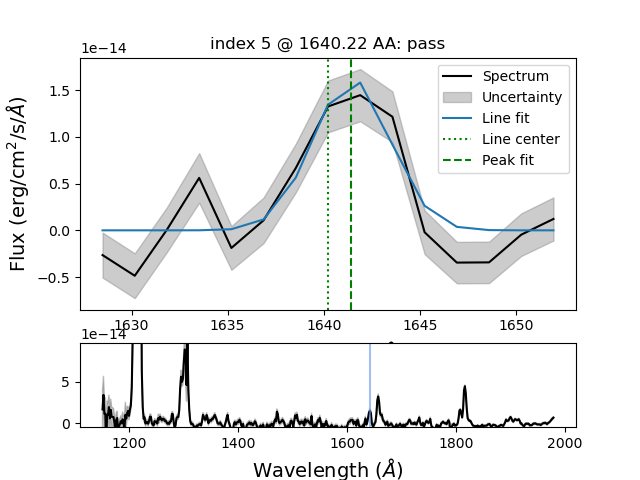 index 5 @ 1640.22 AA: pass
1e−14
Flux (erg/cm²/s/Å)
1.5
1.0
0.5
0.0
−0.5
Spectrum
Uncertainty
Line fit
Line center
Peak fit
1630 1635 1640 1645 1650
1e−14
5
0
1200 1400 1600 1800 2000
Wavelength (Å)